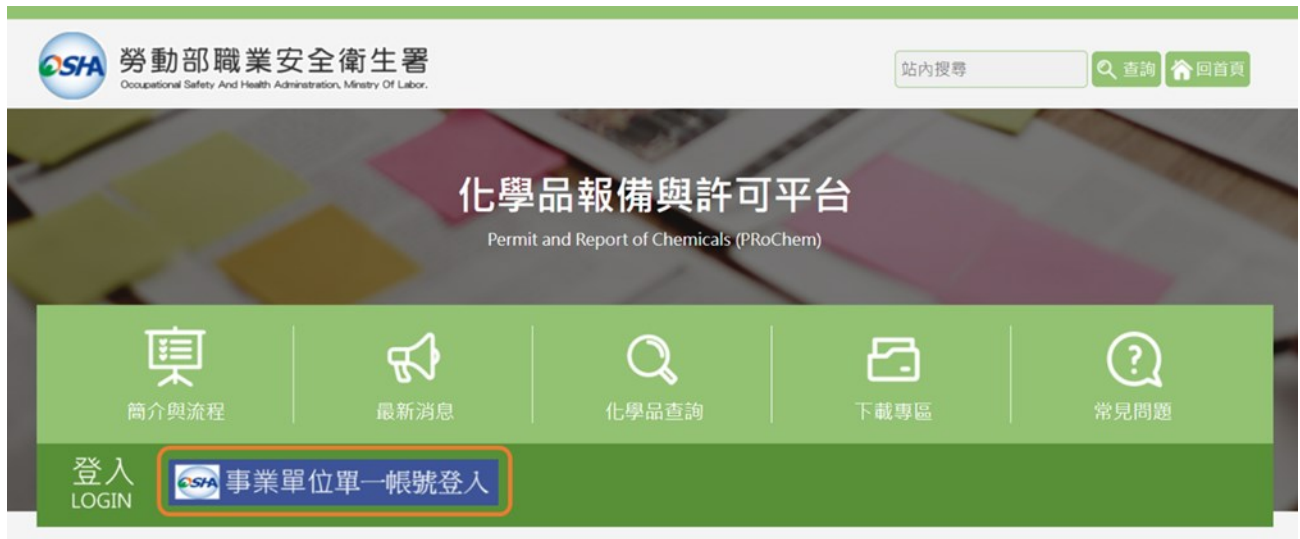 OSHA 勞動部職業安全衛生署
Occupational Safety And Health Administration, Ministry Of Labor.
站內搜尋 查詢 回首頁
化學品報備與許可平台
Permit and Report of Chemicals (PRoChem)
簡介與流程 最新消息 化學品查詢 下載專區 常見問題
登入 OSHA 事業單位單一帳號登入
LOGIN